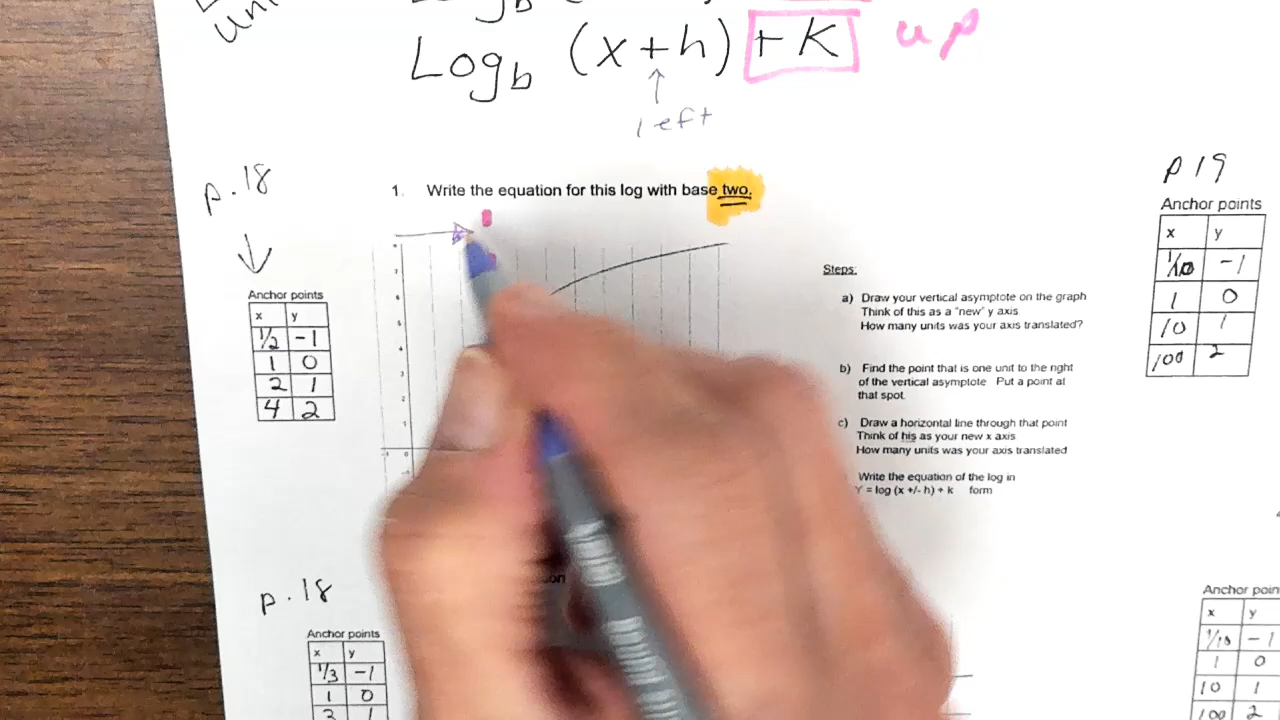 Log_b (x+h) +K up
left
p.18
1. Write the equation for this log with base two.
p 19
Anchor points
x y
1/10 -1
1 0
10 1
100 2
Steps:
a) Draw your vertical asymptote on the graph
Think of this as a "new" y axis
How many units was your axis translated?
Anchor points
x y
1/2 -1
1 0
2 1
4 2
b) Find the point that is one unit to the right
of the vertical asymptote Put a point at
that spot.
c) Draw a horizontal line through that point
Think of his as your new x axis
How many units was your axis translated
Write the equation of the log in
Y = log (x +/- h) + k form
p.18
Anchor points
x y
1/3 -1
1 0
3 1
x y
1/10 -1
1 0
10 1
100 2